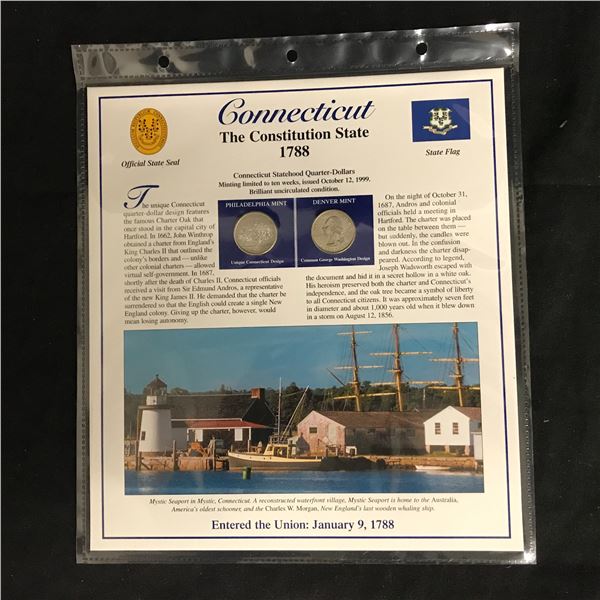 Connecticut
The Constitution State
1788
Official State Seal
State Flag
Connecticut Statehood Quarter-Dollars
Minting limited to ten weeks, issued October 12, 1999.
Brilliant uncirculated condition.
PHILADELPHIA MINT
Unique Connecticut Design
DENVER MINT
Common George Washington Design
The unique Connecticut
quarter-dollar design features
the famous Charter Oak that
once stood in the capital city of
Hartford. In 1662, John Winthrop
obtained a charter from England's
King Charles II that outlined the
colony's borders and — unlike
other colonial charters — allowed
virtual self-government. In 1687,
shortly after the death of Charles II, Connecticut officials
received a visit from Sir Edmund Andros, a representative
of the new King James II. He demanded that the charter be
surrendered so that the English could create a single New
England colony. Giving up the charter, however, would
mean losing autonomy.
On the night of October 31,
1687, Andros and colonial
officials held a meeting in
Hartford. The charter was placed
on the table between them —
but suddenly, the candles were
blown out. In the confusion
and darkness the charter
disappeared. According to legend,
Joseph Wadsworth escaped with
the document and hid it in a secret hollow in a white oak.
His heroism preserved both the charter and Connecticut's
independence, and the oak tree became a symbol of liberty
to all Connecticut citizens. It was approximately seven feet
in diameter and about 1,000 years old when it blew down
in a storm on August 12, 1856.
Mystic Seaport in Mystic, Connecticut. A reconstructed waterfront village, Mystic Seaport is home to the Australia,
America's oldest schooner, and the Charles W. Morgan, New England's last wooden whaling ship.
Entered the Union: January 9, 1788